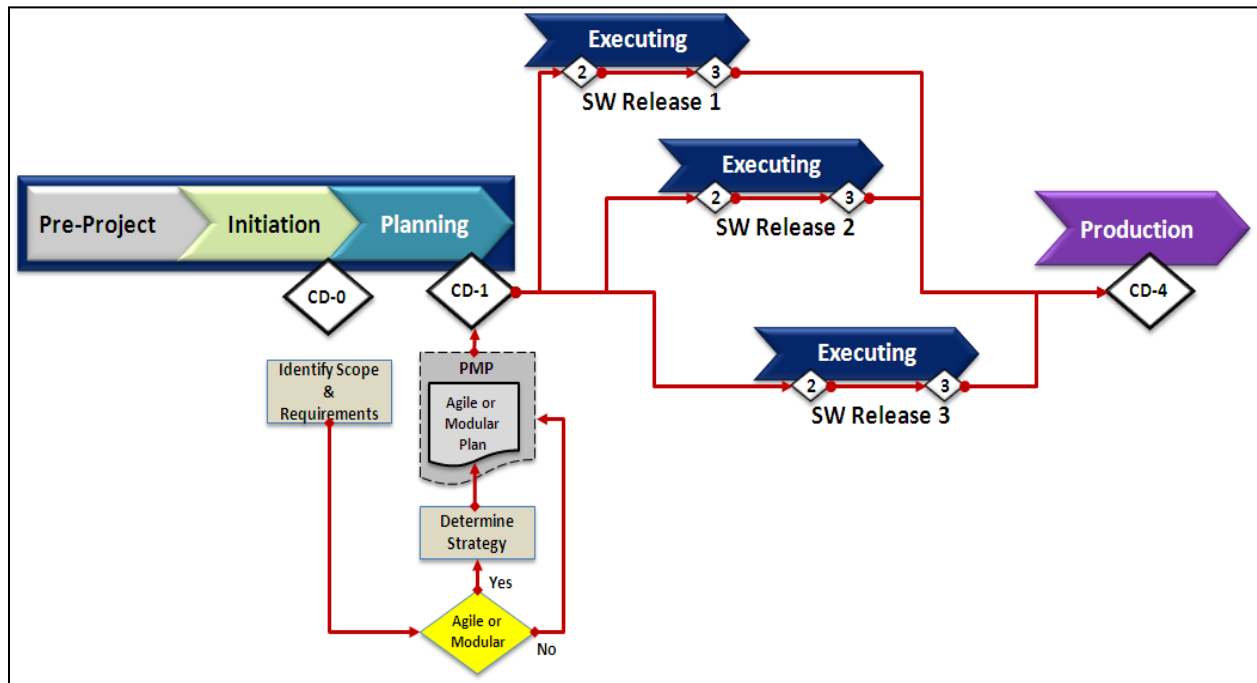 Executing
2
3
SW Release 1
Executing
2
3
SW Release 2
Pre-Project
Initiation
Planning
Production
CD-0
CD-1
CD-4
Executing
2
3
SW Release 3
Identify Scope
&
Requirements
PMP
Agile or
Modular
Plan
Determine
Strategy
Yes
Agile or
Modular
No